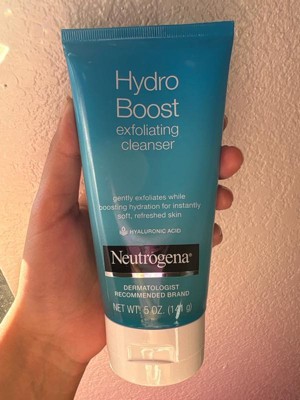 Hydro
Boost
exfoliating
cleanser
gently exfoliates while
boosting hydration for instantly
soft, refreshed skin
HYALURONIC ACID
Neutrogena®
DERMATOLOGIST
RECOMMENDED BRAND
NET WT. 5 OZ. (141 g)